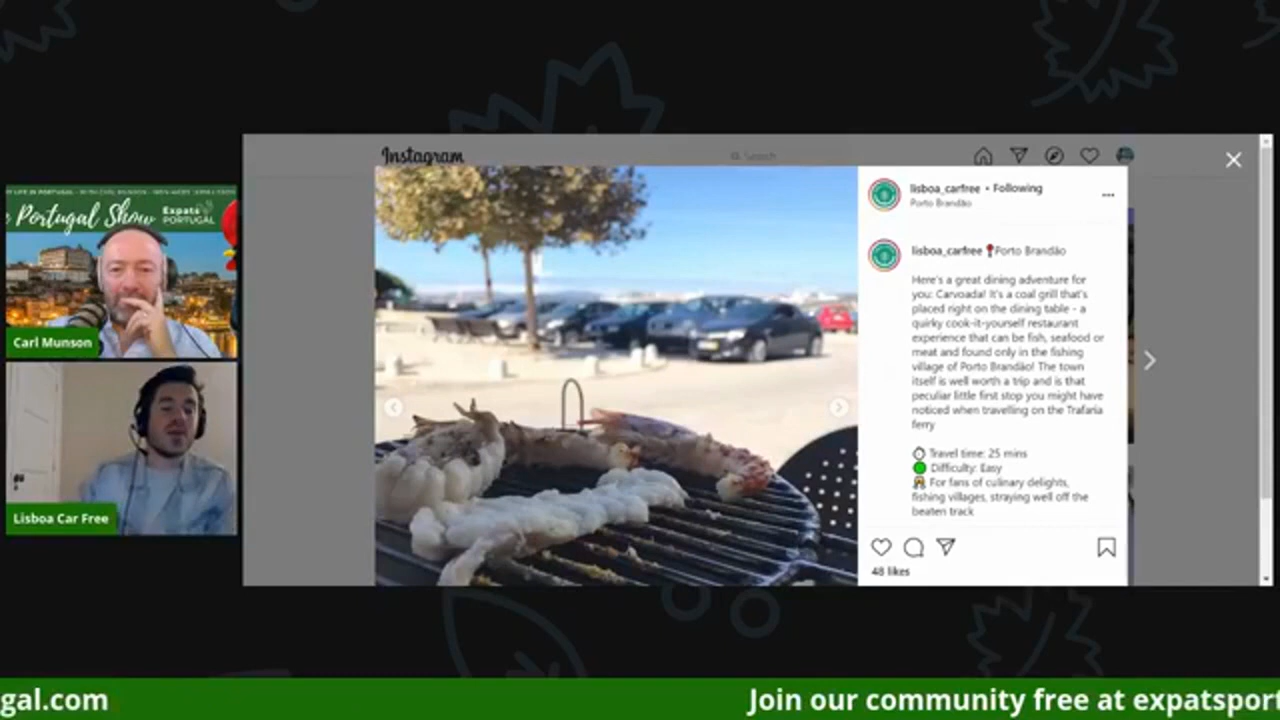 Portugal Show
Expats
PORTUGAL
Carl Munson
Lisboa Car Free
Instagram
Search
lisboa_carfree • Following
Porto Brandão
lisboa_carfree 📍Porto Brandão
Here's a great dining adventure for
you: Carvoada! It's a coal grill that's
placed right on the dining table - a
quirky cook-it-yourself restaurant
experience that can be fish, seafood or
meat and found only in the fishing
village of Porto Brandão! The town
itself is well worth a trip and is that
peculiar little first stop you might have
noticed when travelling on the Trafaria
ferry
Travel time: 25 mins
Difficulty: Easy
For fans of culinary delights,
fishing villages, straying well off the
beaten track
48 likes
gal.com
Join our community free at expatsport